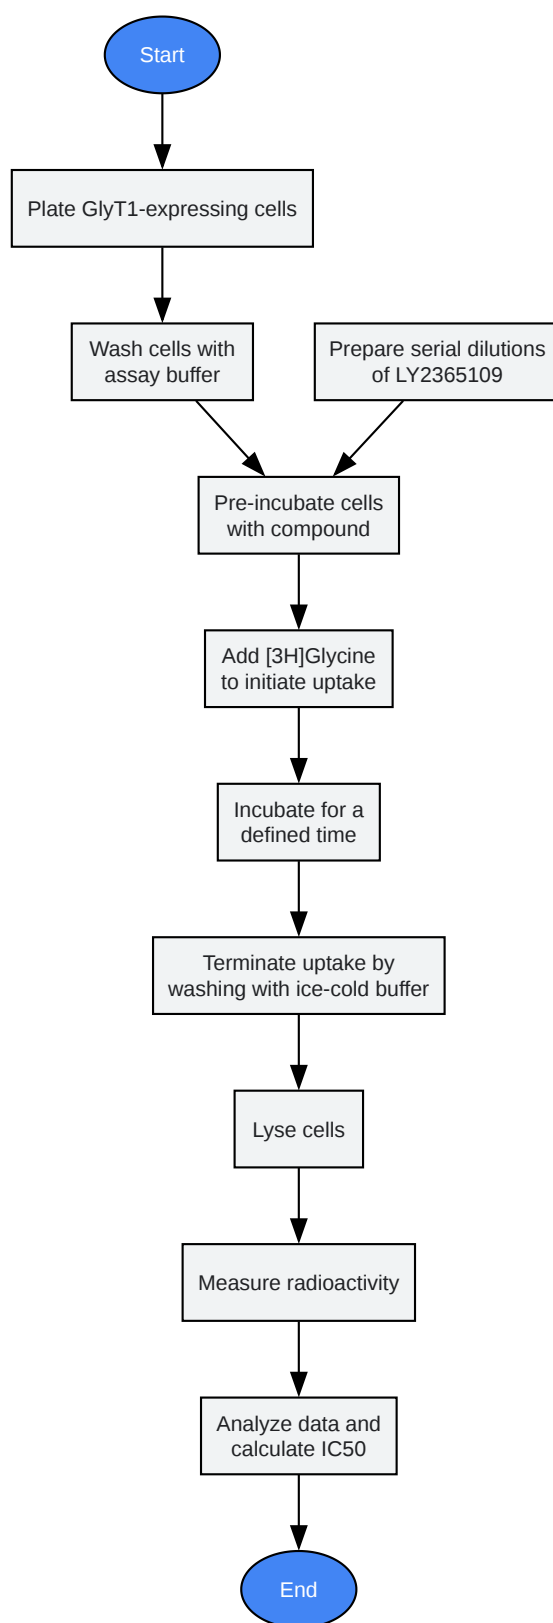 Start
Plate GlyT1-expressing cells
Wash cells with
assay buffer
Prepare serial dilutions
of LY2365109
Pre-incubate cells
with compound
Add [3H]Glycine
to initiate uptake
Incubate for a
defined time
Terminate uptake by
washing with ice-cold buffer
Lyse cells
Measure radioactivity
Analyze data and
calculate IC50
End